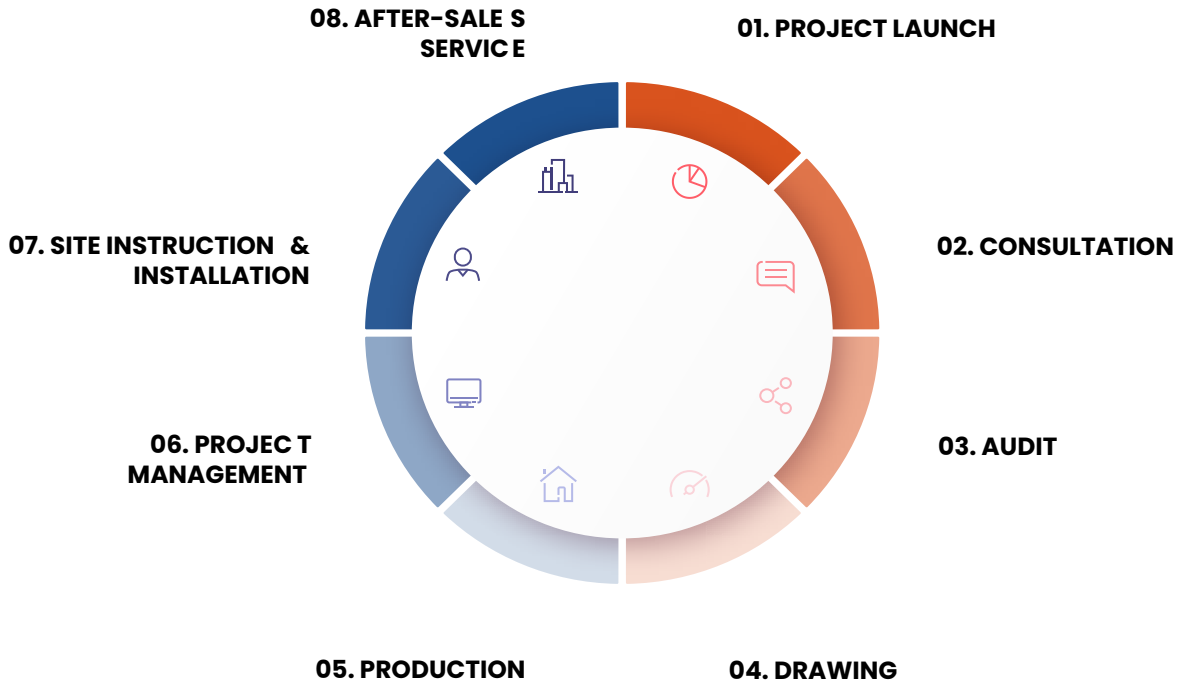 01. PROJECT LAUNCH
02. CONSULTATION
03. AUDIT
04. DRAWING
05. PRODUCTION
06. PROJEC T
MANAGEMENT
07. SITE INSTRUCTION &
INSTALLATION
08. AFTER-SALE S
SERVIC E